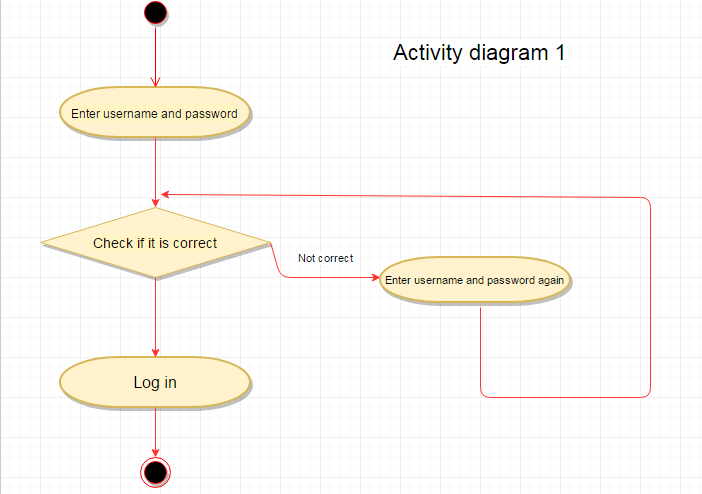 Activity diagram 1
Enter username and password
Check if it is correct
Not correct
Enter username and password again
Log in